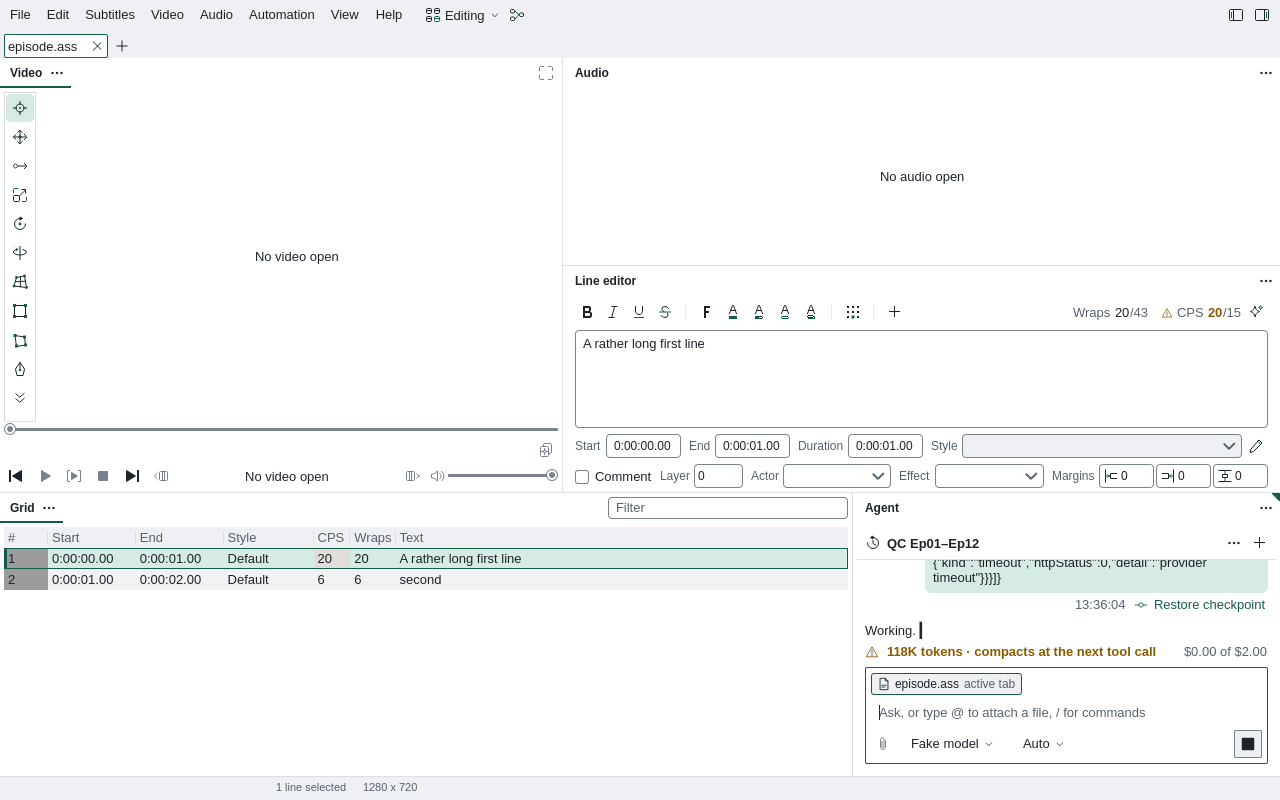 File Edit Subtitles Video Audio Automation View Help Editing
episode.ass
Video
No video open
No video open
Audio
No audio open
Line editor
B I U S F A A A A Wraps 20/43 CPS 20/15
A rather long first line
Start 0:00:00.00 End 0:00:01.00 Duration 0:00:01.00 Style
Comment Layer 0 Actor Effect Margins 0 0 0
Grid Filter
# Start End Style CPS Wraps Text
1 0:00:00.00 0:00:01.00 Default 20 20 A rather long first line
2 0:00:01.00 0:00:02.00 Default 6 6 second
Agent
QC Ep01–Ep12
{"kind":"timeout","httpStatus":0,"detail":"provider
timeout"}}}]}
13:36:04 Restore checkpoint
Working.
118K tokens · compacts at the next tool call $0.00 of $2.00
episode.ass active tab
Ask, or type @ to attach a file, / for commands
Fake model Auto
1 line selected 1280 x 720